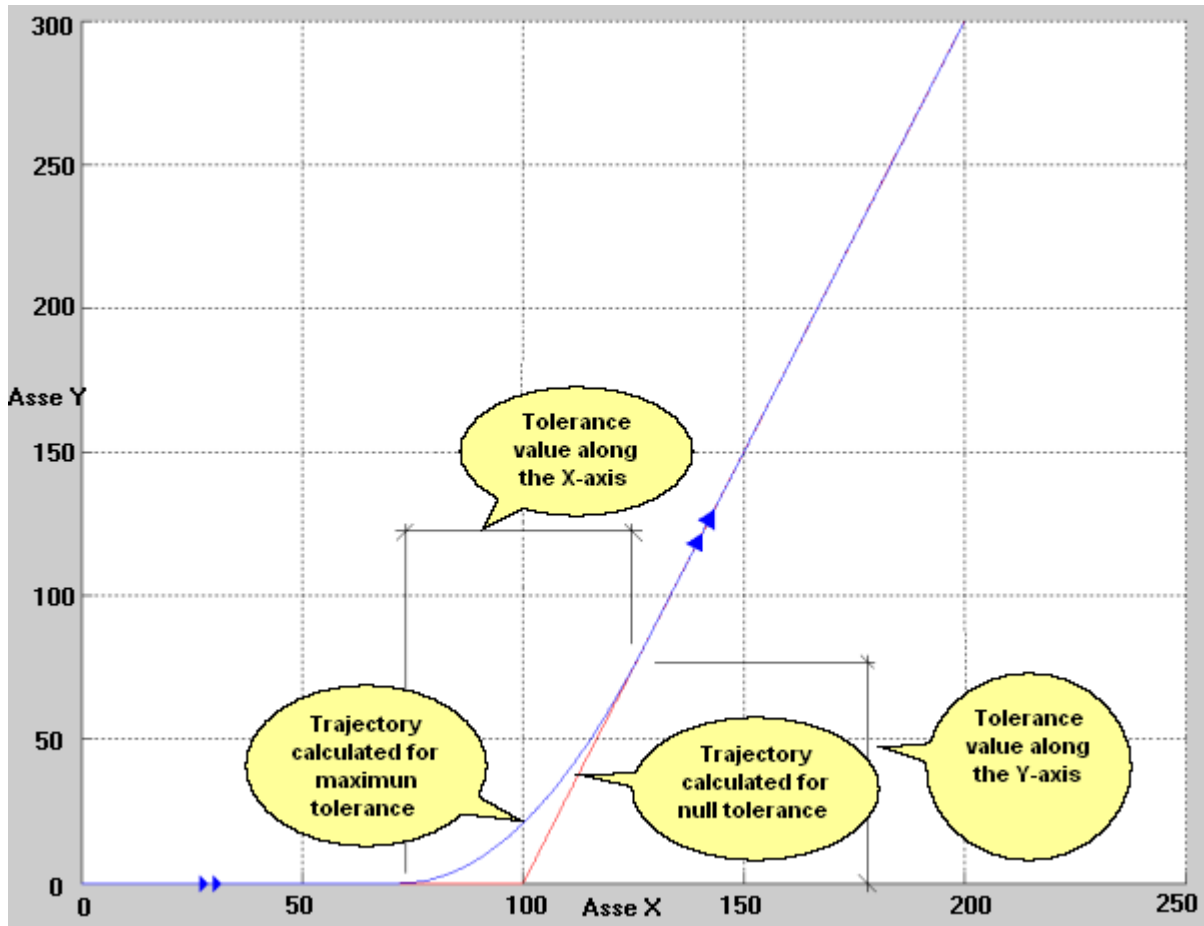 300
250
200
Asse Y
150
100
50
0
Tolerance
value along
the X-axis
Trajectory
calculated for
maximun
tolerance
Trajectory
calculated for
null tolerance
Tolerance
value along
the Y-axis
0
50
100
Asse X
150
200
250